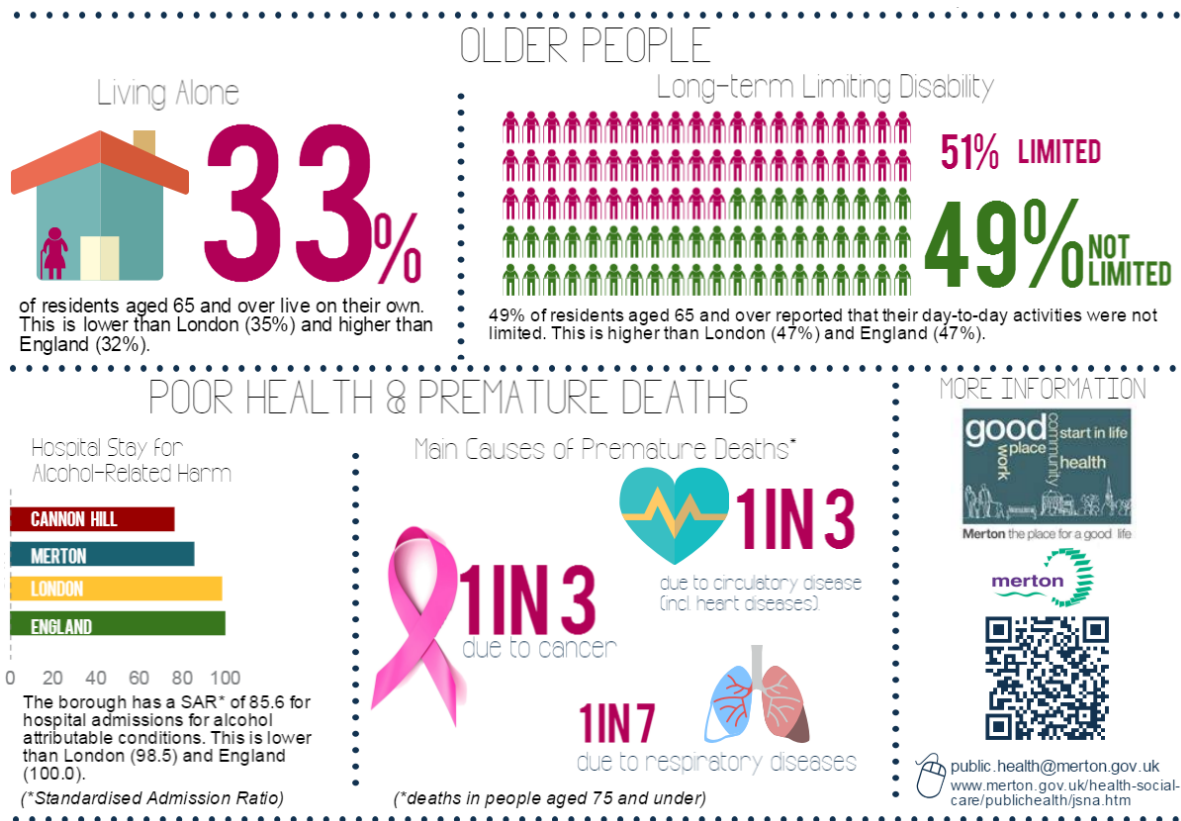 OLDER PEOPLE
Living Alone
33%
of residents aged 65 and over live on their own.
This is lower than London (35%) and higher than
England (32%).
Long-term Limiting Disability
51% LIMITED
49% NOT
LIMITED
49% of residents aged 65 and over reported that their day-to-day activities were not
limited. This is higher than London (47%) and England (47%).
POOR HEALTH & PREMATURE DEATHS
Hospital Stay for
Alcohol-Related Harm
CANNON HILL
MERTON
LONDON
ENGLAND
0 20 40 60 80 100
The borough has a SAR* of 85.6 for
hospital admissions for alcohol
attributable conditions. This is lower
than London (98.5) and England
(100.0).
(*Standardised Admission Ratio)
Main Causes of Premature Deaths*
1 IN 3
due to circulatory disease
(incl. heart diseases)
1 IN 3
due to cancer
1 IN 7
due to respiratory diseases
(*deaths in people aged 75 and under)
MORE INFORMATION
good
start in life
place
work
community
health
Merton the place for a good life
merton
public.health@merton.gov.uk
www.merton.gov.uk/health-social-
care/publichealth/jsna.htm